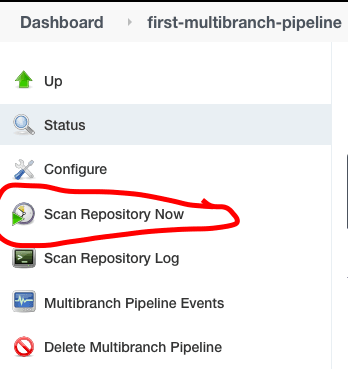 Dashboard first-multibranch-pipeline
Up
Status
Configure
Scan Repository Now
Scan Repository Log
Multibranch Pipeline Events
Delete Multibranch Pipeline